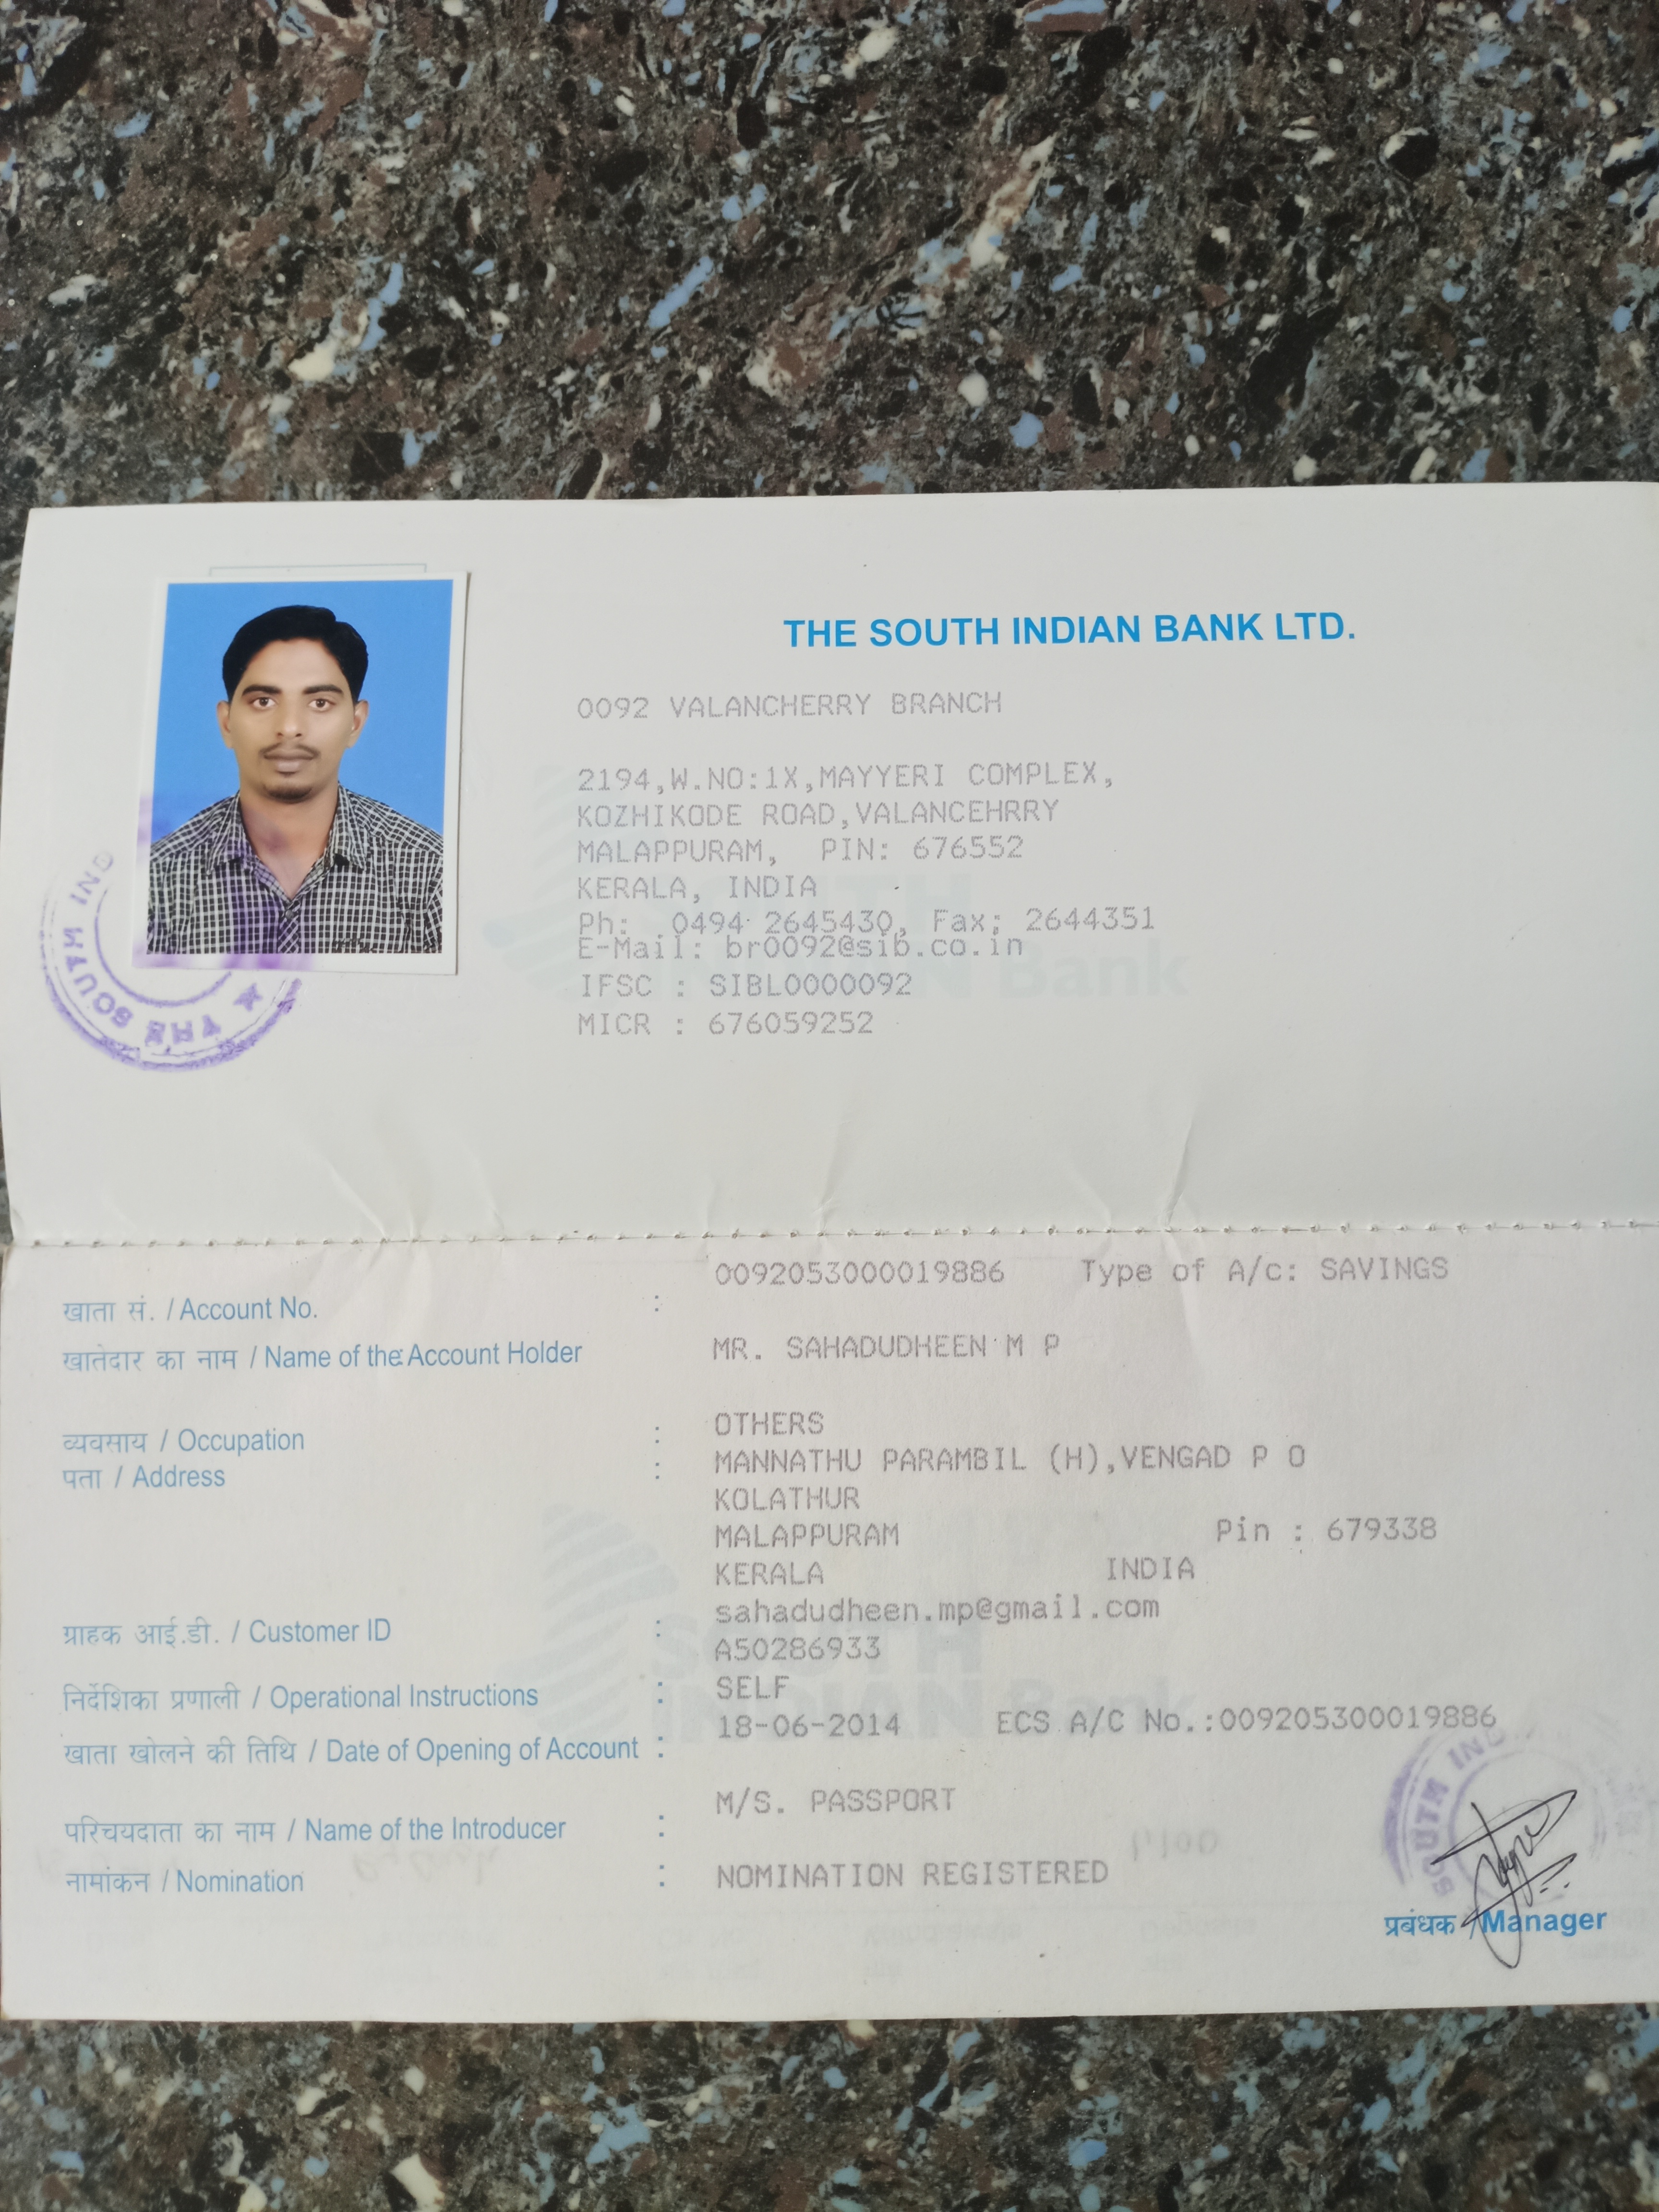 THE SOUTH INDIAN BANK LTD.
0092 VALANCHERRY BRANCH
2194,W.NO:1X,MAYYERI COMPLEX,
KOZHIKODE ROAD,VALANCEHRRY
MALAPPURAM, PIN: 676552
KERALA, INDIA
Ph: 0494 2645430, Fax: 2644351
E-Mail: br0092@sib.co.in
IFSC : SIBL0000092
MICR : 676059252
THE SOUTH IND
खाता सं. / Account No. : 0092053000019886 Type of A/c: SAVINGS
खातेदार का नाम / Name of the Account Holder MR. SAHADUDHEEN M P
व्यवसाय / Occupation : OTHERS
पता / Address : MANNATHU PARAMBIL (H),VENGAD P O
KOLATHUR
MALAPPURAM Pin : 679338
KERALA INDIA
sahadudheen.mp@gmail.com
ग्राहक आई.डी. / Customer ID : A50286933
निर्देशिका प्रणाली / Operational Instructions : SELF
खाता खोलने की तिथि / Date of Opening of Account : 18-06-2014 ECS A/C No.:009205300019886
परिचयदाता का नाम / Name of the Introducer : M/S. PASSPORT
नामांकन / Nomination : NOMINATION REGISTERED
SOUTH IND
प्रबंधक / Manager